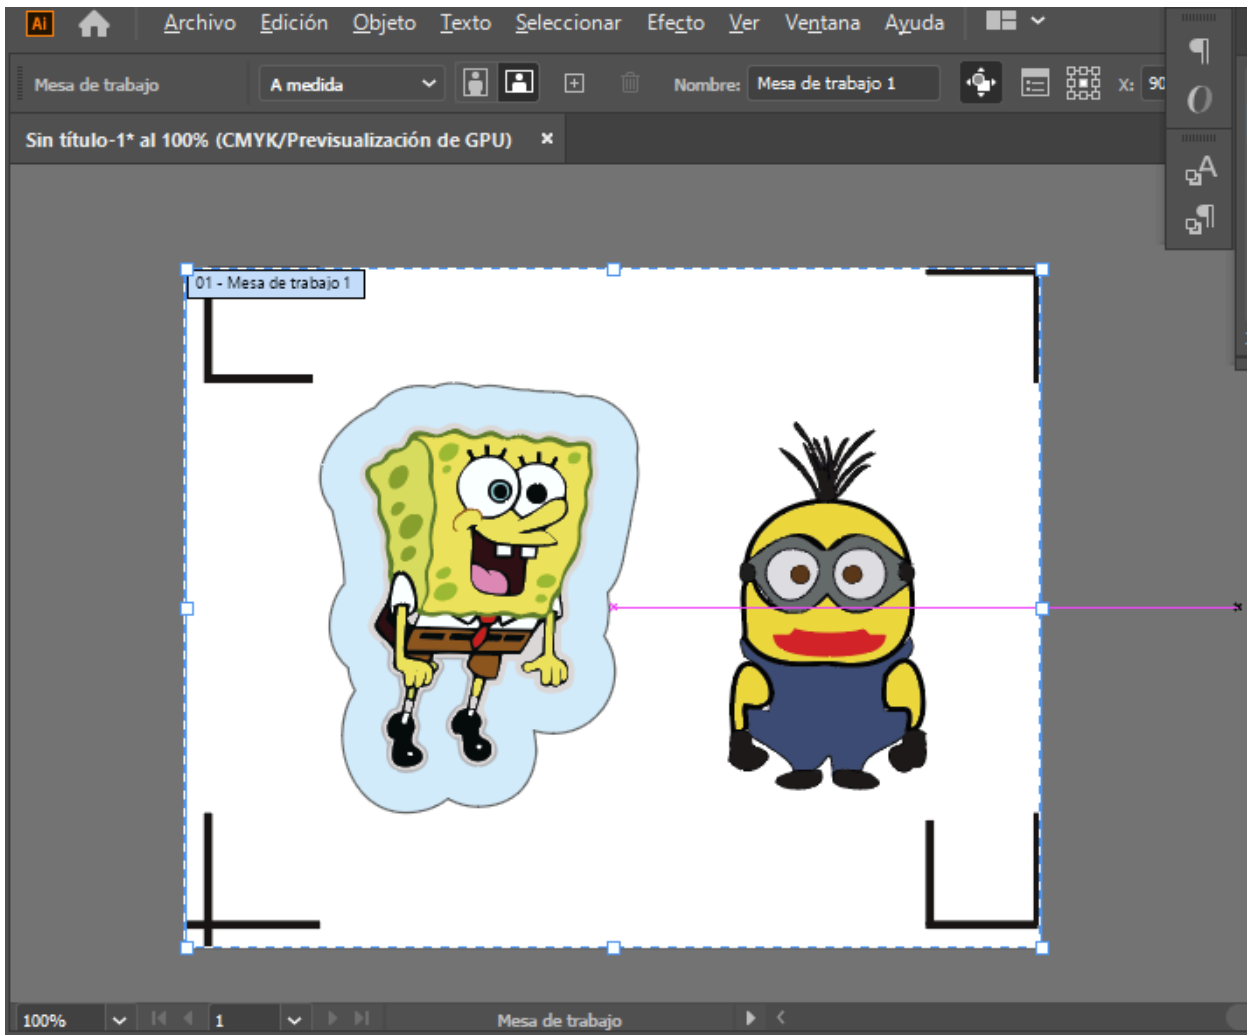 Ai Archivo Edición Objeto Texto Seleccionar Efecto Ver Ventana Ayuda
Mesa de trabajo A medida Nombre: Mesa de trabajo 1 X: 90
Sin título-1* al 100% (CMYK/Previsualización de GPU) ×
01 - Mesa de trabajo 1
100% 1 Mesa de trabajo